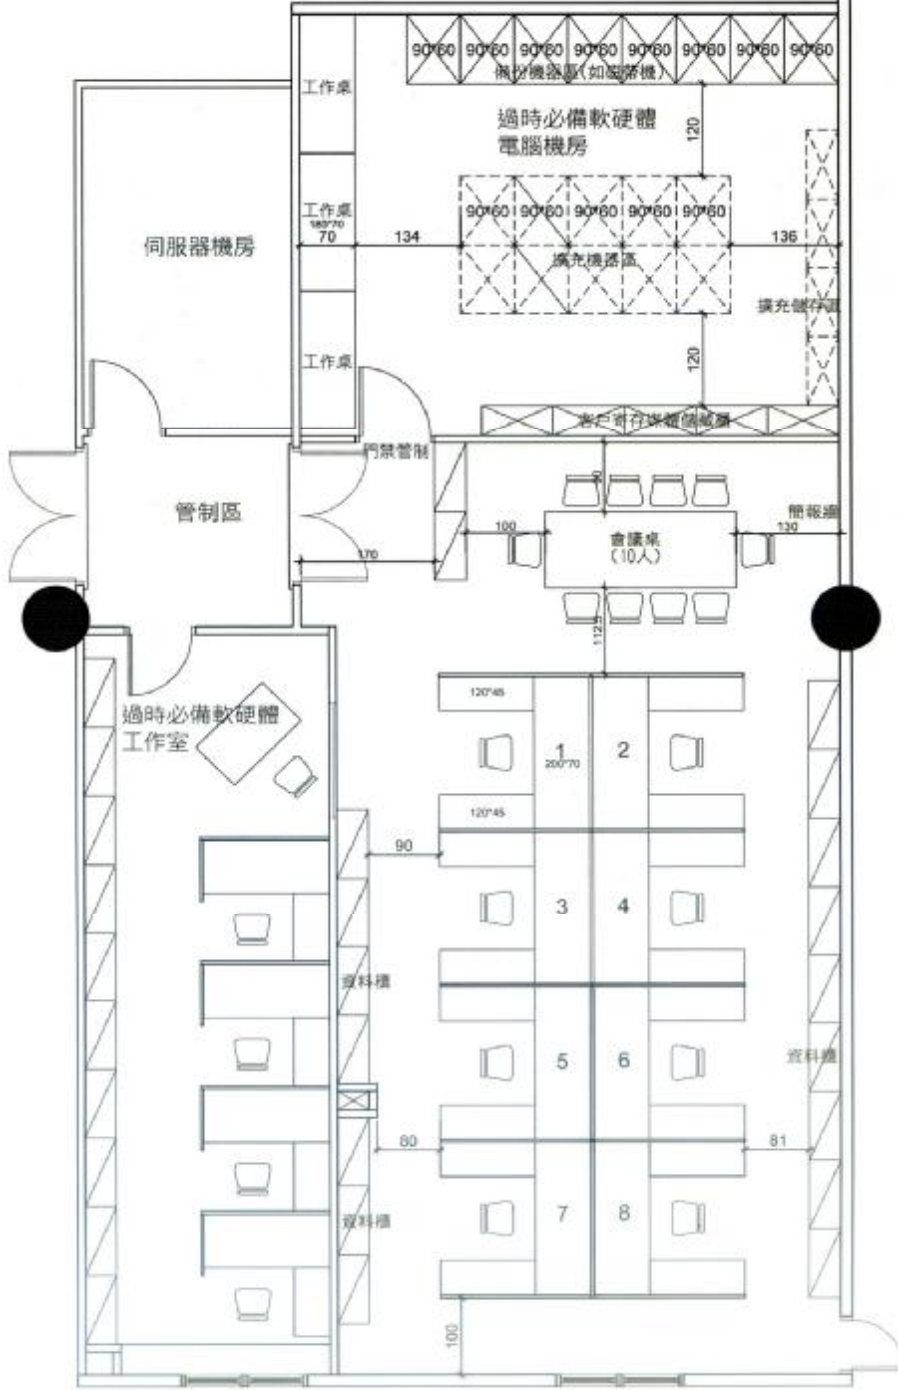 90*60 90*60 90*60 90*60 90*60 90*60 90*60 90*60
備份機器區(如磁帶機)
工作桌
過時必備軟硬體
電腦機房
120
90*60 90*60 90*60 90*60 90*60
工作桌
180*70
70
134
136
伺服器機房
擴充機器區
擴充儲存區
工作桌
120
客戶寄存媒體儲藏櫃
門禁管制
管制區
90
100
會議桌
(10人)
簡報牆
130
170
112.5
120*45
過時必備軟硬體
工作室
1
200*70
2
120*45
90
3
4
資料櫃
5
6
資料櫃
80
81
資料櫃
7
8
100